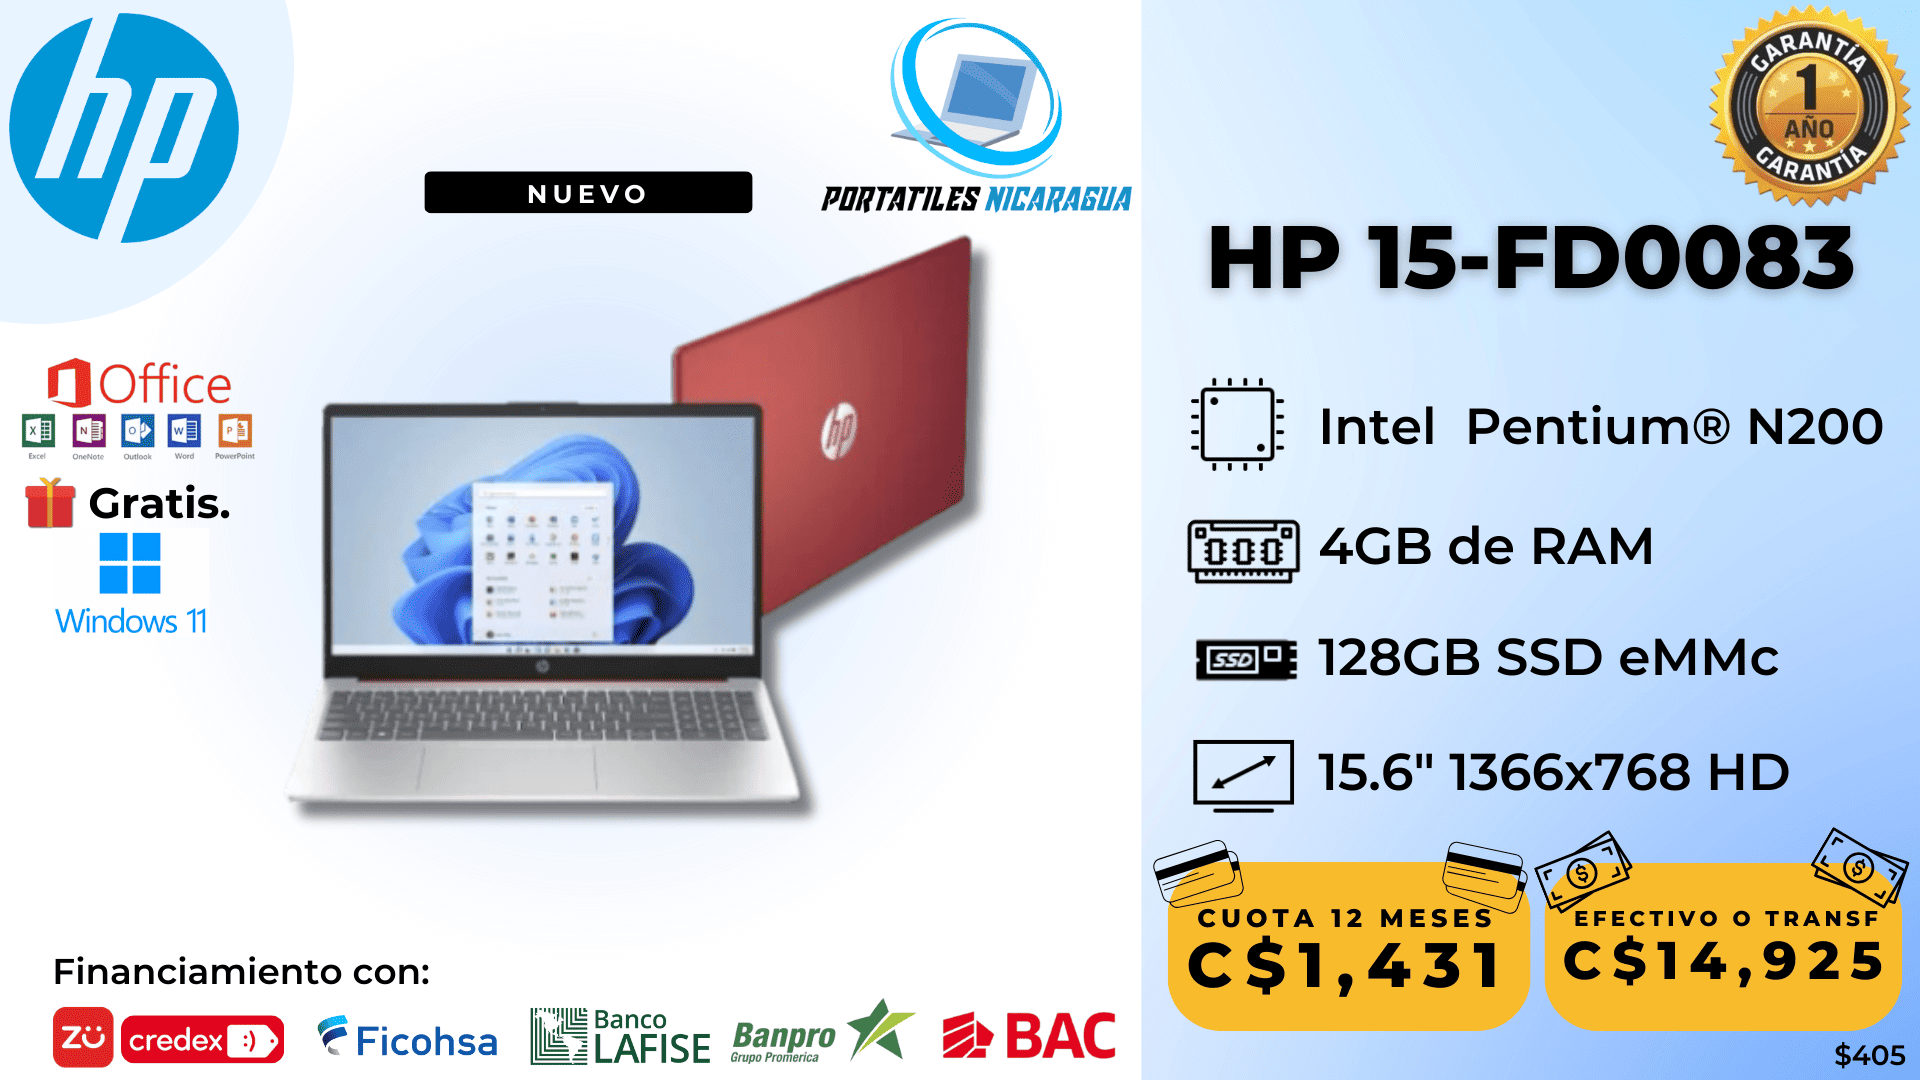 hp
NUEVO
PORTATILES NICARAGUA
GARANTÍA
1
AÑO
GARANTÍA
HP 15-FD0083
Office
Excel OneNote Outlook Word PowerPoint
Gratis.
Windows 11
hp
Intel Pentium® N200
4GB de RAM
SSD
128GB SSD eMMc
15.6" 1366x768 HD
CUOTA 12 MESES
C$1,431
EFECTIVO O TRANSF
C$14,925
$405
Financiamiento con:
zü
credex :)
Ficohsa
Banco
LAFISE
Banpro
Grupo Promerica
BAC